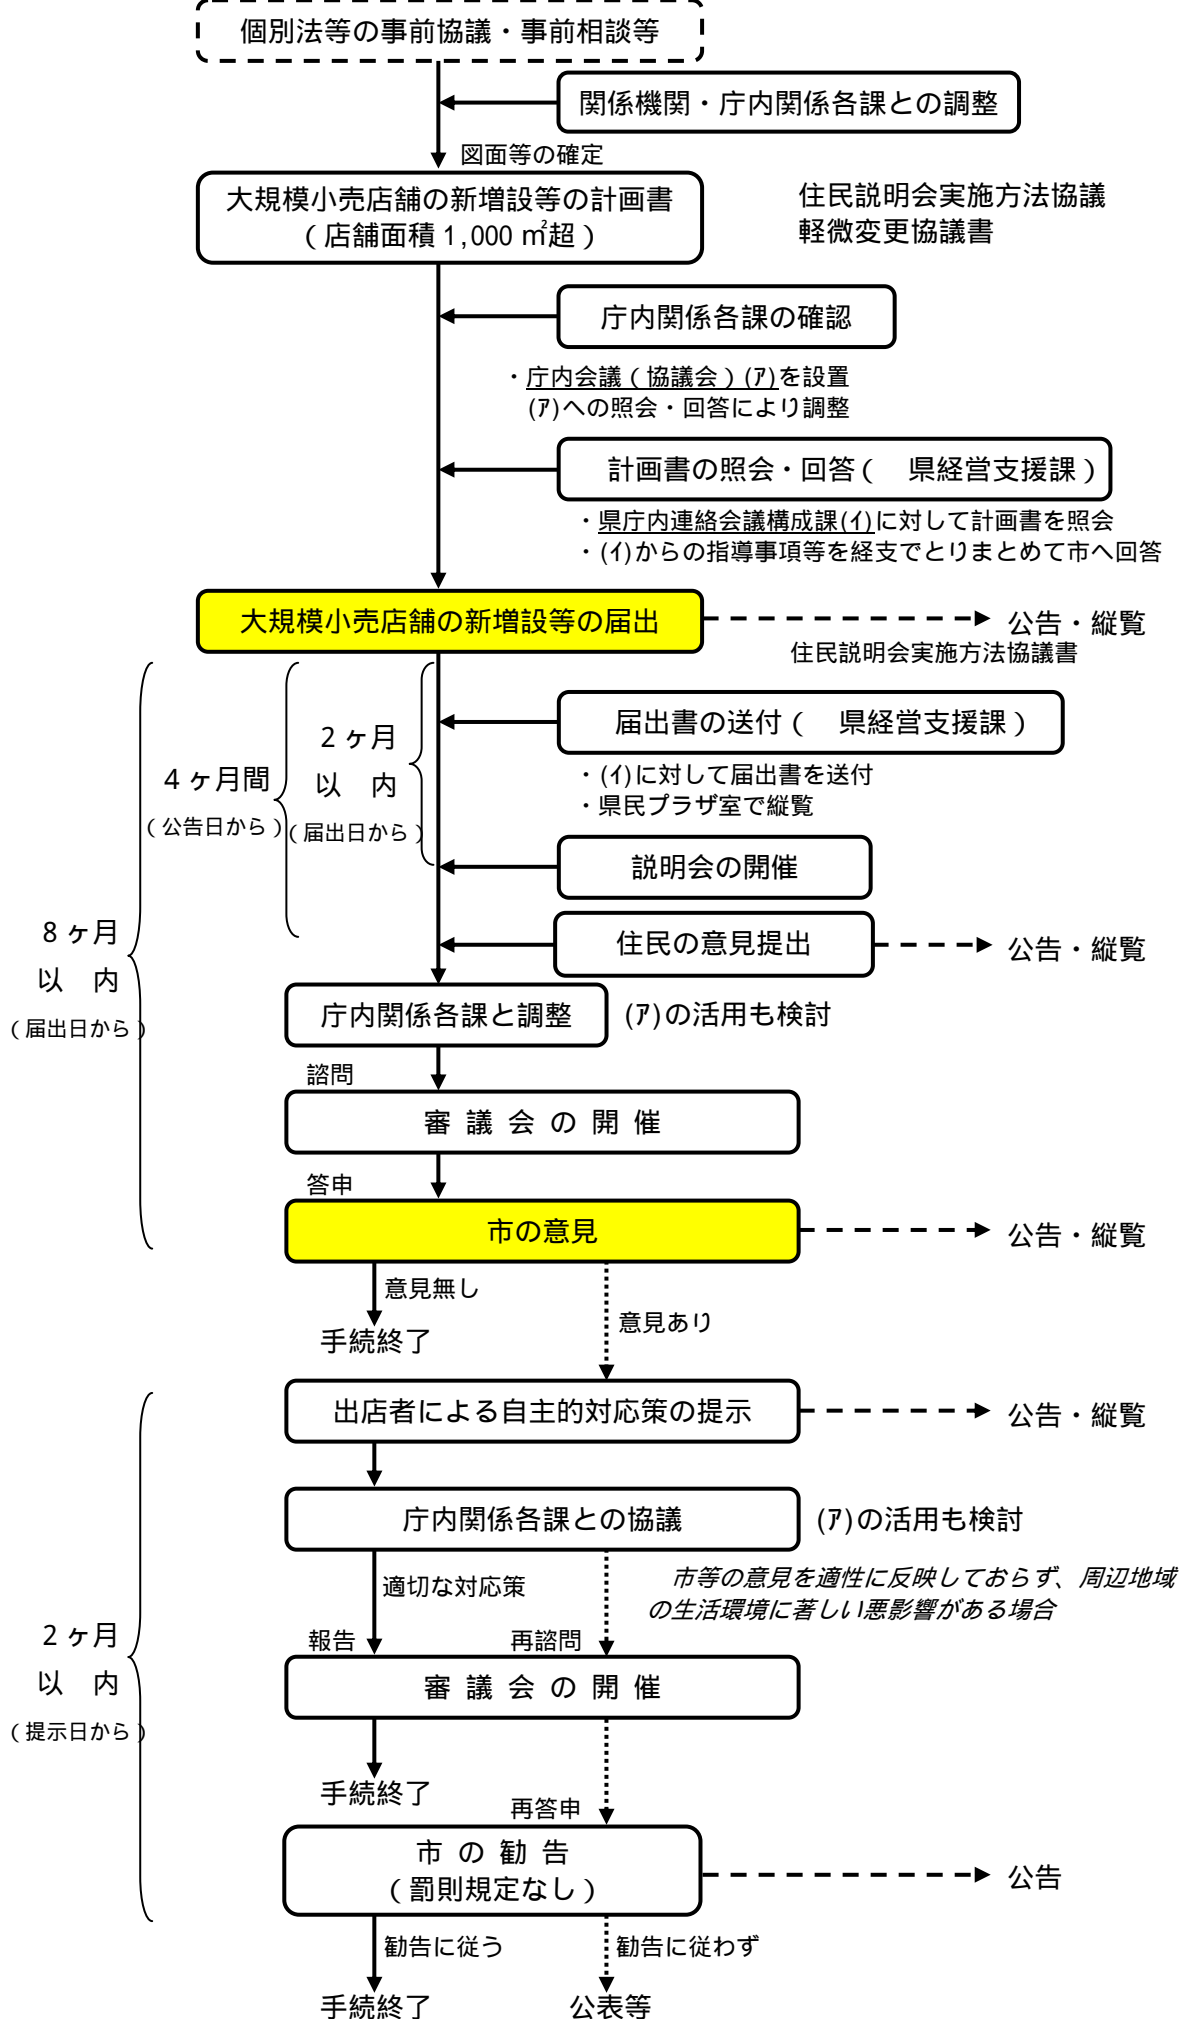 個別法等の事前協議・事前相談等
関係機関・庁内関係各課との調整
図面等の確定
大規模小売店舗の新増設等の計画書
（店舗面積1,000㎡超）
住民説明会実施方法協議
軽微変更協議書
庁内関係各課の確認
・庁内会議（協議会）(ｱ)を設置
(ｱ)への照会・回答により調整
計画書の照会・回答（　県経営支援課）
・県庁内連絡会議構成課(ｲ)に対して計画書を照会
・(ｲ)からの指導事項等を経支でとりまとめて市へ回答
大規模小売店舗の新増設等の届出
公告・縦覧
住民説明会実施方法協議書
届出書の送付（　県経営支援課）
・(ｲ)に対して届出書を送付
・県民プラザ室で縦覧
2ヶ月
以　内
（届出日から）
4ヶ月間
（公告日から）
説明会の開催
住民の意見提出
公告・縦覧
8ヶ月
以　内
（届出日から）
庁内関係各課と調整
(ｱ)の活用も検討
諮問
審議会の開催
答申
市の意見
公告・縦覧
意見無し
意見あり
手続終了
出店者による自主的対応策の提示
公告・縦覧
庁内関係各課との協議
(ｱ)の活用も検討
適切な対応策
市等の意見を適性に反映しておらず、周辺地域
の生活環境に著しい悪影響がある場合
2ヶ月
以　内
（提示日から）
報告
再諮問
審議会の開催
手続終了
再答申
市の勧告
（罰則規定なし）
公告
勧告に従う
勧告に従わず
手続終了
公表等